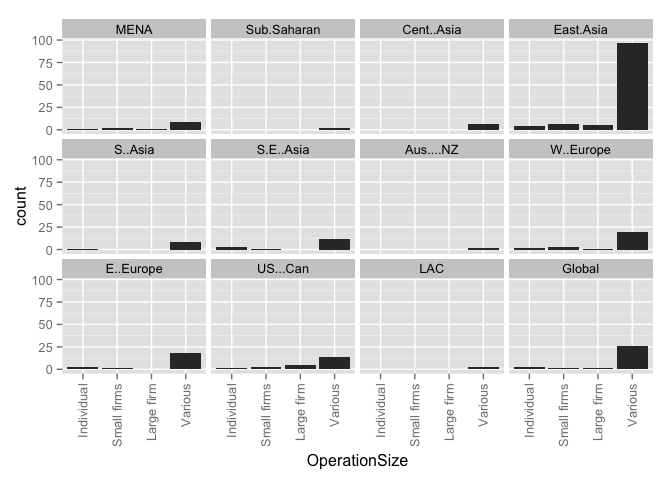 MENA Sub.Saharan Cent..Asia East.Asia
100
75
50
25
0
S..Asia S.E..Asia Aus....NZ W..Europe
100
75
50
25
0
count
E..Europe US...Can LAC Global
100
75
50
25
0
Individual Small firms Large firm Various Individual Small firms Large firm Various Individual Small firms Large firm Various Individual Small firms Large firm Various
OperationSize